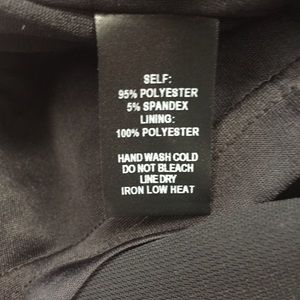 SELF:
95% POLYESTER
5% SPANDEX
LINING:
100% POLYESTER
HAND WASH COLD
DO NOT BLEACH
LINE DRY
IRON LOW HEAT